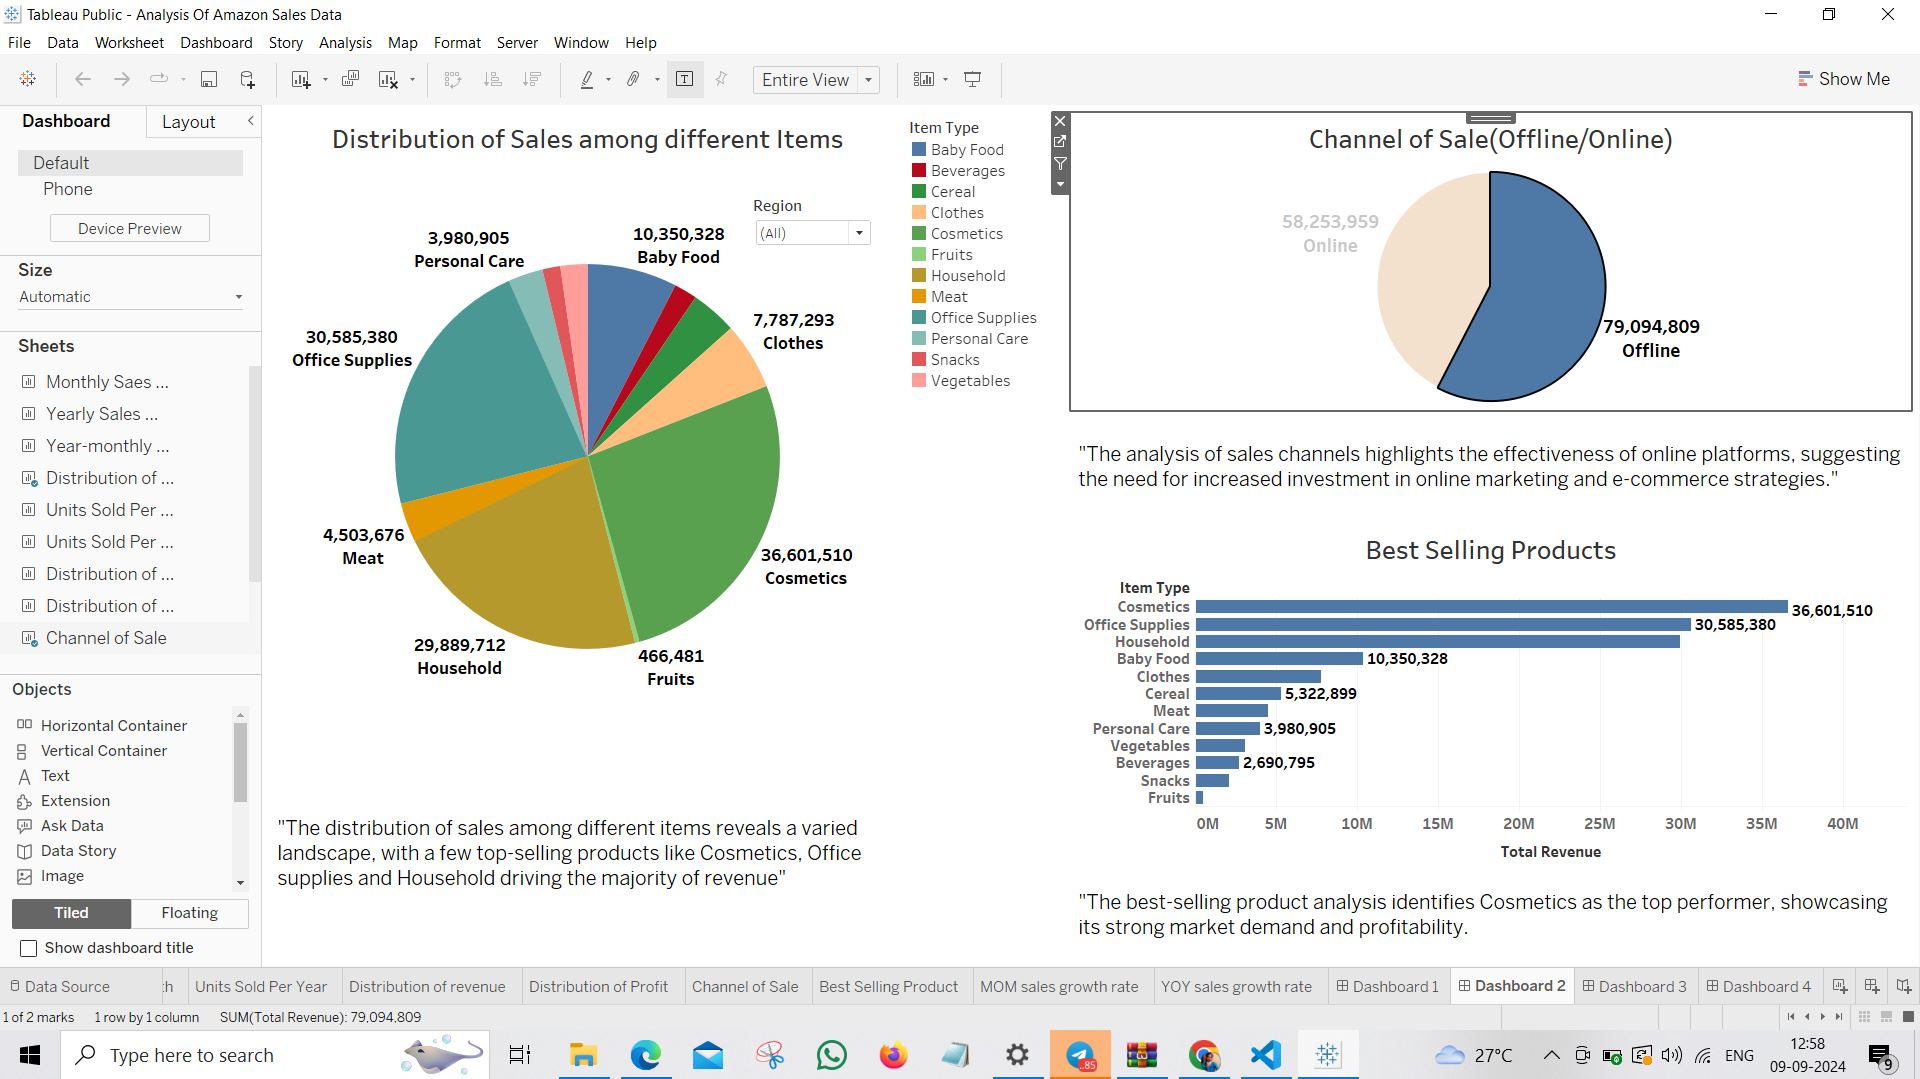 Tableau Public - Analysis Of Amazon Sales Data
File Data Worksheet Dashboard Story Analysis Map Format Server Window Help
Entire View
Show Me
Dashboard Layout
Default
Phone
Device Preview
Size
Automatic
Sheets
Monthly Saes ...
Yearly Sales ...
Year-monthly ...
Distribution of ...
Units Sold Per ...
Units Sold Per ...
Distribution of ...
Distribution of ...
Channel of Sale
Objects
Horizontal Container
Vertical Container
Text
Extension
Ask Data
Data Story
Image
Tiled Floating
Show dashboard title
Distribution of Sales among different Items
Region
(All)
3,980,905
Personal Care
10,350,328
Baby Food
7,787,293
Clothes
30,585,380
Office Supplies
4,503,676
Meat
36,601,510
Cosmetics
29,889,712
Household
466,481
Fruits
Item Type
Baby Food
Beverages
Cereal
Clothes
Cosmetics
Fruits
Household
Meat
Office Supplies
Personal Care
Snacks
Vegetables
"The distribution of sales among different items reveals a varied
landscape, with a few top-selling products like Cosmetics, Office
supplies and Household driving the majority of revenue"
Channel of Sale(Offline/Online)
58,253,959
Online
79,094,809
Offline
"The analysis of sales channels highlights the effectiveness of online platforms, suggesting
the need for increased investment in online marketing and e-commerce strategies."
Best Selling Products
Item Type
Cosmetics 36,601,510
Office Supplies 30,585,380
Household
Baby Food 10,350,328
Clothes
Cereal 5,322,899
Meat
Personal Care 3,980,905
Vegetables
Beverages 2,690,795
Snacks
Fruits
0M 5M 10M 15M 20M 25M 30M 35M 40M
Total Revenue
"The best-selling product analysis identifies Cosmetics as the top performer, showcasing
its strong market demand and profitability.
Data Source th Units Sold Per Year Distribution of revenue Distribution of Profit Channel of Sale Best Selling Product MOM sales growth rate YOY sales growth rate Dashboard 1 Dashboard 2 Dashboard 3 Dashboard 4
1 of 2 marks 1 row by 1 column SUM(Total Revenue): 79,094,809
Type here to search
..85
27°C
ENG
12:58
09-09-2024
9